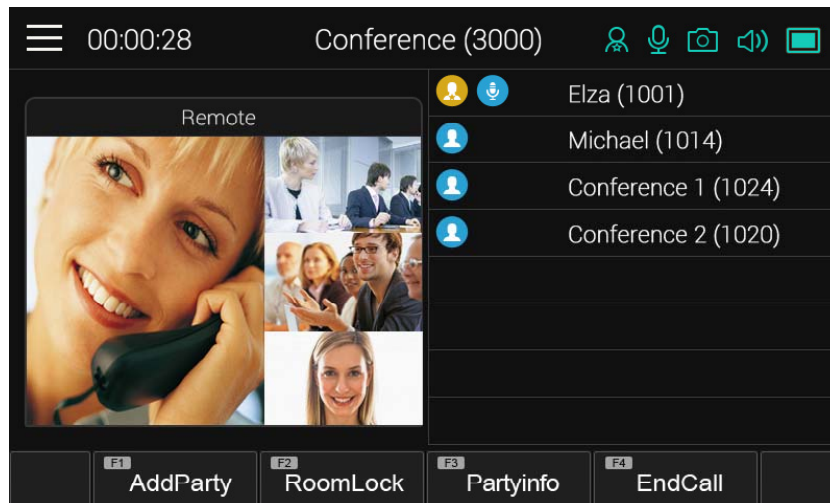 00:00:28 Conference (3000)
Remote
Elza (1001)
Michael (1014)
Conference 1 (1024)
Conference 2 (1020)
F1 AddParty F2 RoomLock F3 Partyinfo F4 EndCall